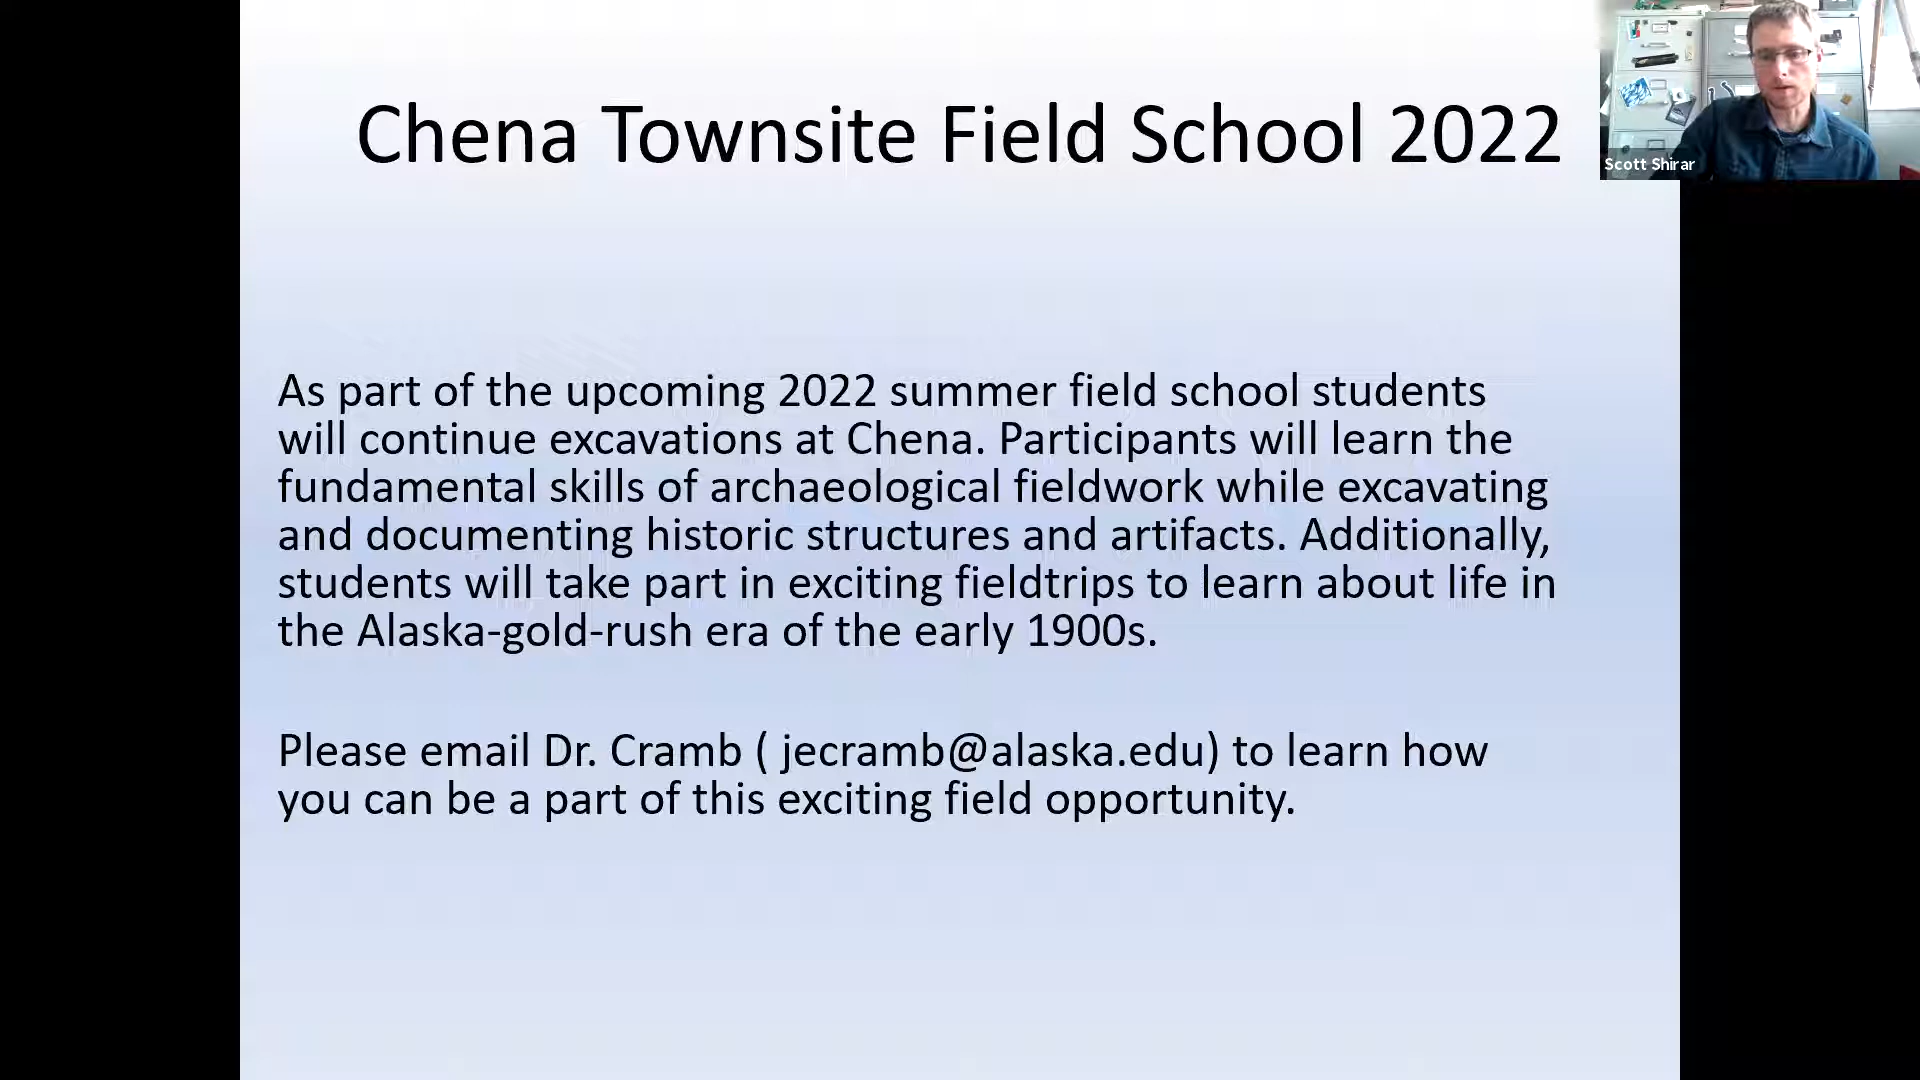 Chena Townsite Field School 2022
Scott Shirar
As part of the upcoming 2022 summer field school students
will continue excavations at Chena. Participants will learn the
fundamental skills of archaeological fieldwork while excavating
and documenting historic structures and artifacts. Additionally,
students will take part in exciting fieldtrips to learn about life in
the Alaska-gold-rush era of the early 1900s.
Please email Dr. Cramb ( jecramb@alaska.edu) to learn how
you can be a part of this exciting field opportunity.